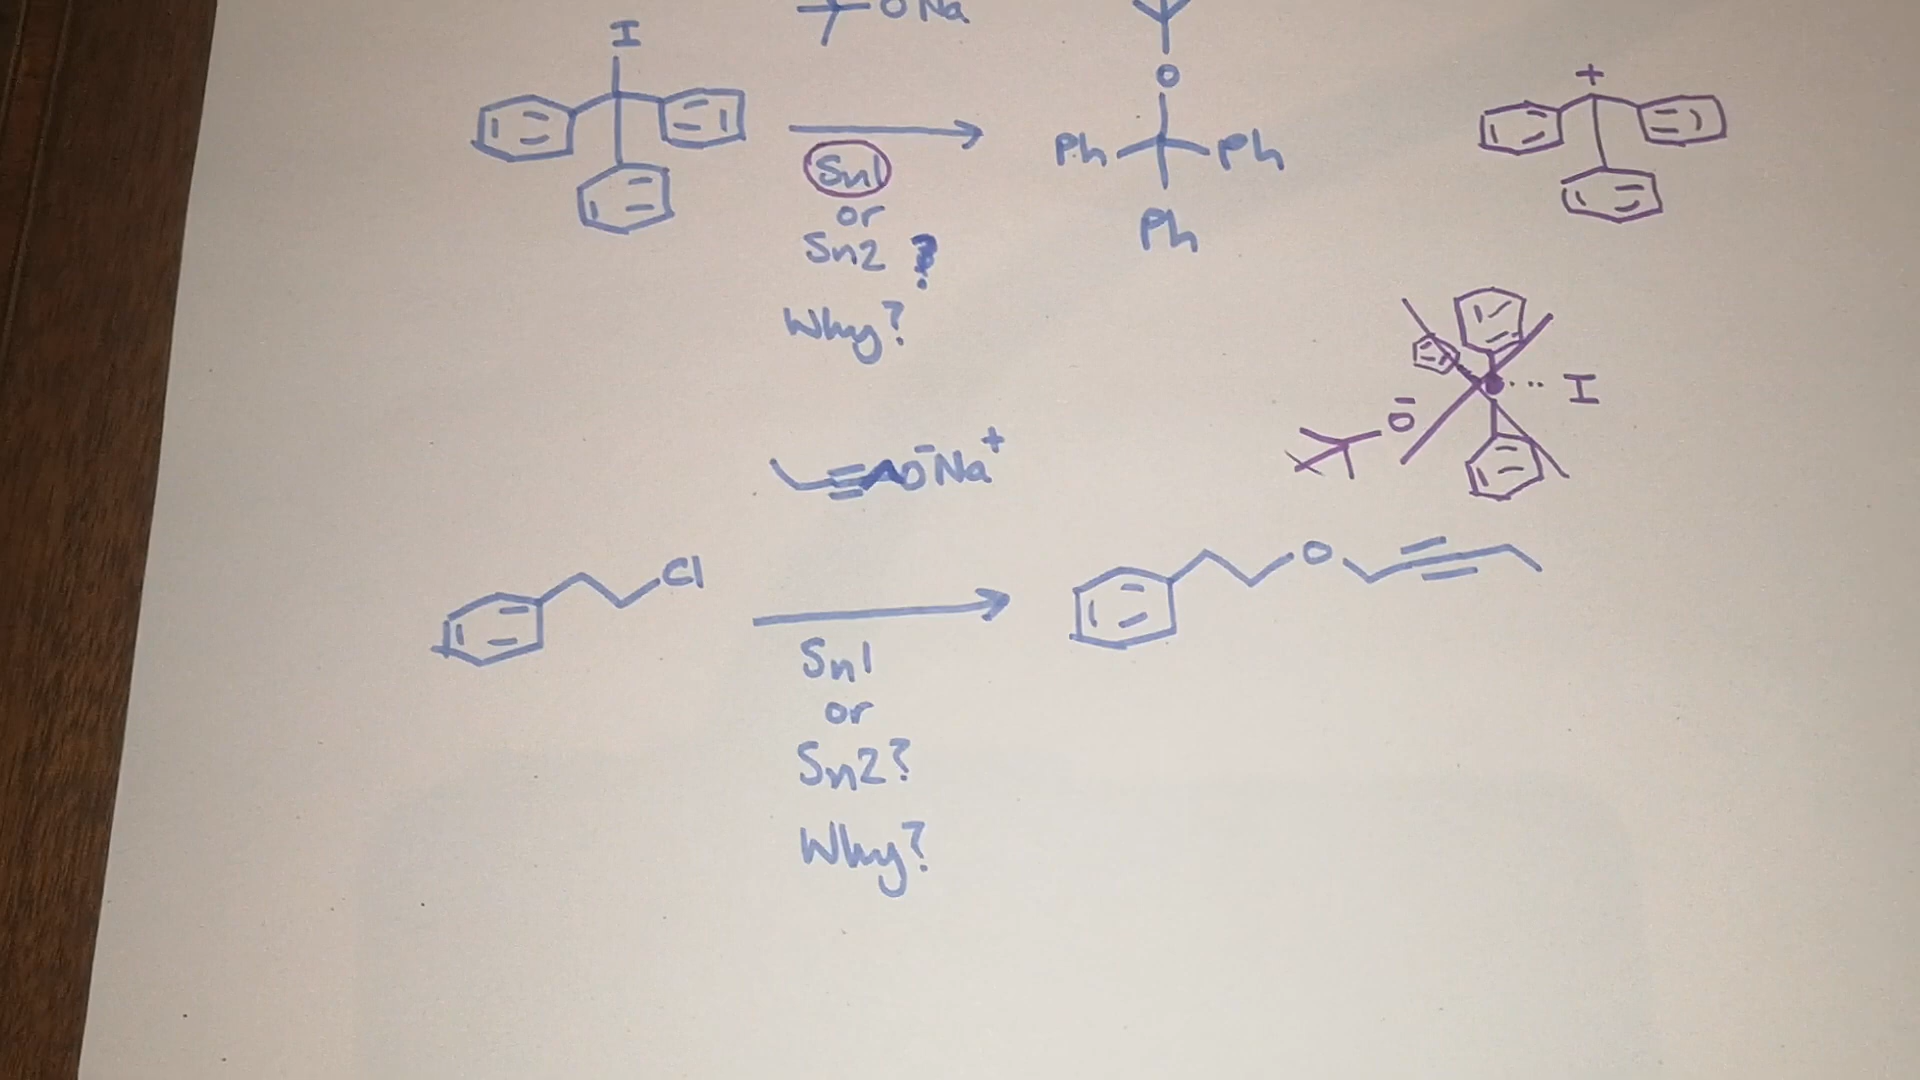 I
ONa
Sn1
or
Sn2 ?
Why?
O
Ph Ph
Ph
+
O⁻
I
O⁻Na⁺
Cl
O
Sn1
or
Sn2?
Why?